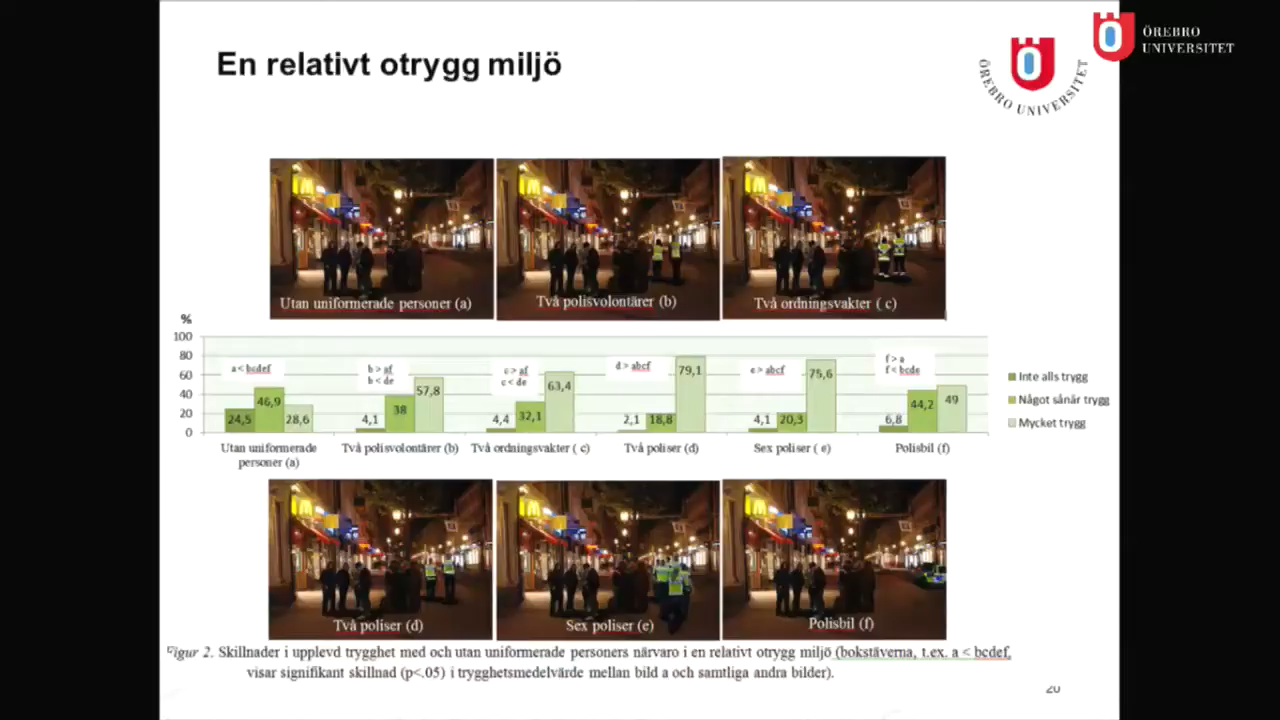 En relativt otrygg miljö
ÖREBRO UNIVERSITET
ÖREBRO
UNIVERSITET
Utan uniformerade personer (a)
Två polisvolontärer (b)
Två ordningsvakter ( c)
%
100
80
60
40
20
0
a < bcdef
24,5
46,9
28,6
b > af
b < de
4,1
38
57,8
c > af
c < de
4,4
32,1
63,4
d > abcf
2,1
18,8
79,1
e > abcf
4,1
20,3
75,6
f > a
f < bcde
6,8
44,2
49
Inte alls trygg
Något sånär trygg
Mycket trygg
Utan uniformerade
personer (a)
Två polisvolontärer (b)
Två ordningsvakter ( c)
Två poliser (d)
Sex poliser ( e)
Polisbil (f)
Två poliser (d)
Sex poliser (e)
Polisbil (f)
Figur 2. Skillnader i upplevd trygghet med och utan uniformerade personers närvaro i en relativt otrygg miljö (bokstäverna, t.ex. a < bcdef,
visar signifikant skillnad (p<.05) i trygghetsmedelvärde mellan bild a och samtliga andra bilder).
20